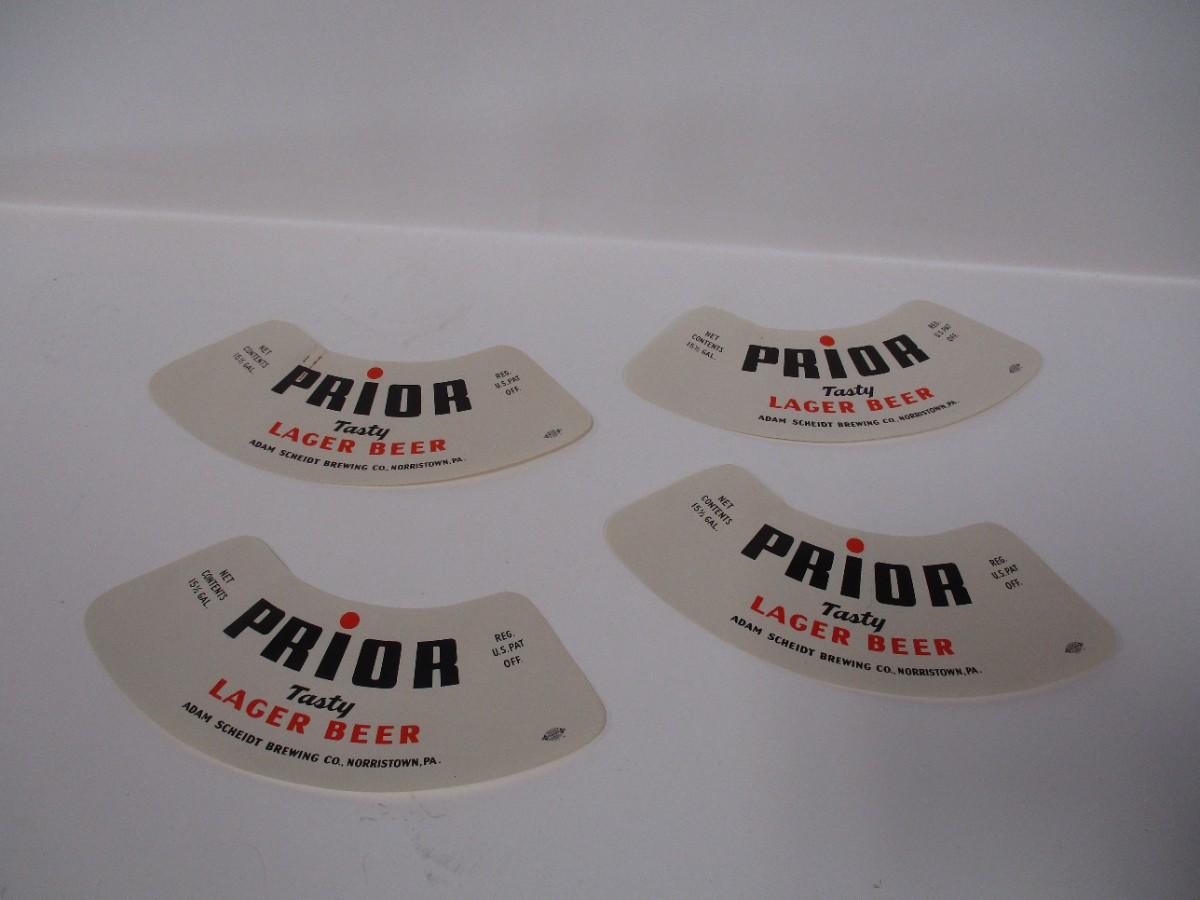 NET
CONTENTS
15½ GAL.
PRIOR
REG.
U.S. PAT
OFF.
Tasty
LAGER BEER
ADAM SCHEIDT BREWING CO., NORRISTOWN, PA.
NET
CONTENTS
15½ GAL.
PRIOR
REG.
U.S. PAT
OFF.
Tasty
LAGER BEER
ADAM SCHEIDT BREWING CO., NORRISTOWN, PA.
NET
CONTENTS
15½ GAL.
PRIOR
REG.
U.S. PAT
OFF.
Tasty
LAGER BEER
ADAM SCHEIDT BREWING CO., NORRISTOWN, PA.
NET
CONTENTS
15½ GAL.
PRIOR
REG.
U.S. PAT
OFF.
Tasty
LAGER BEER
ADAM SCHEIDT BREWING CO., NORRISTOWN, PA.